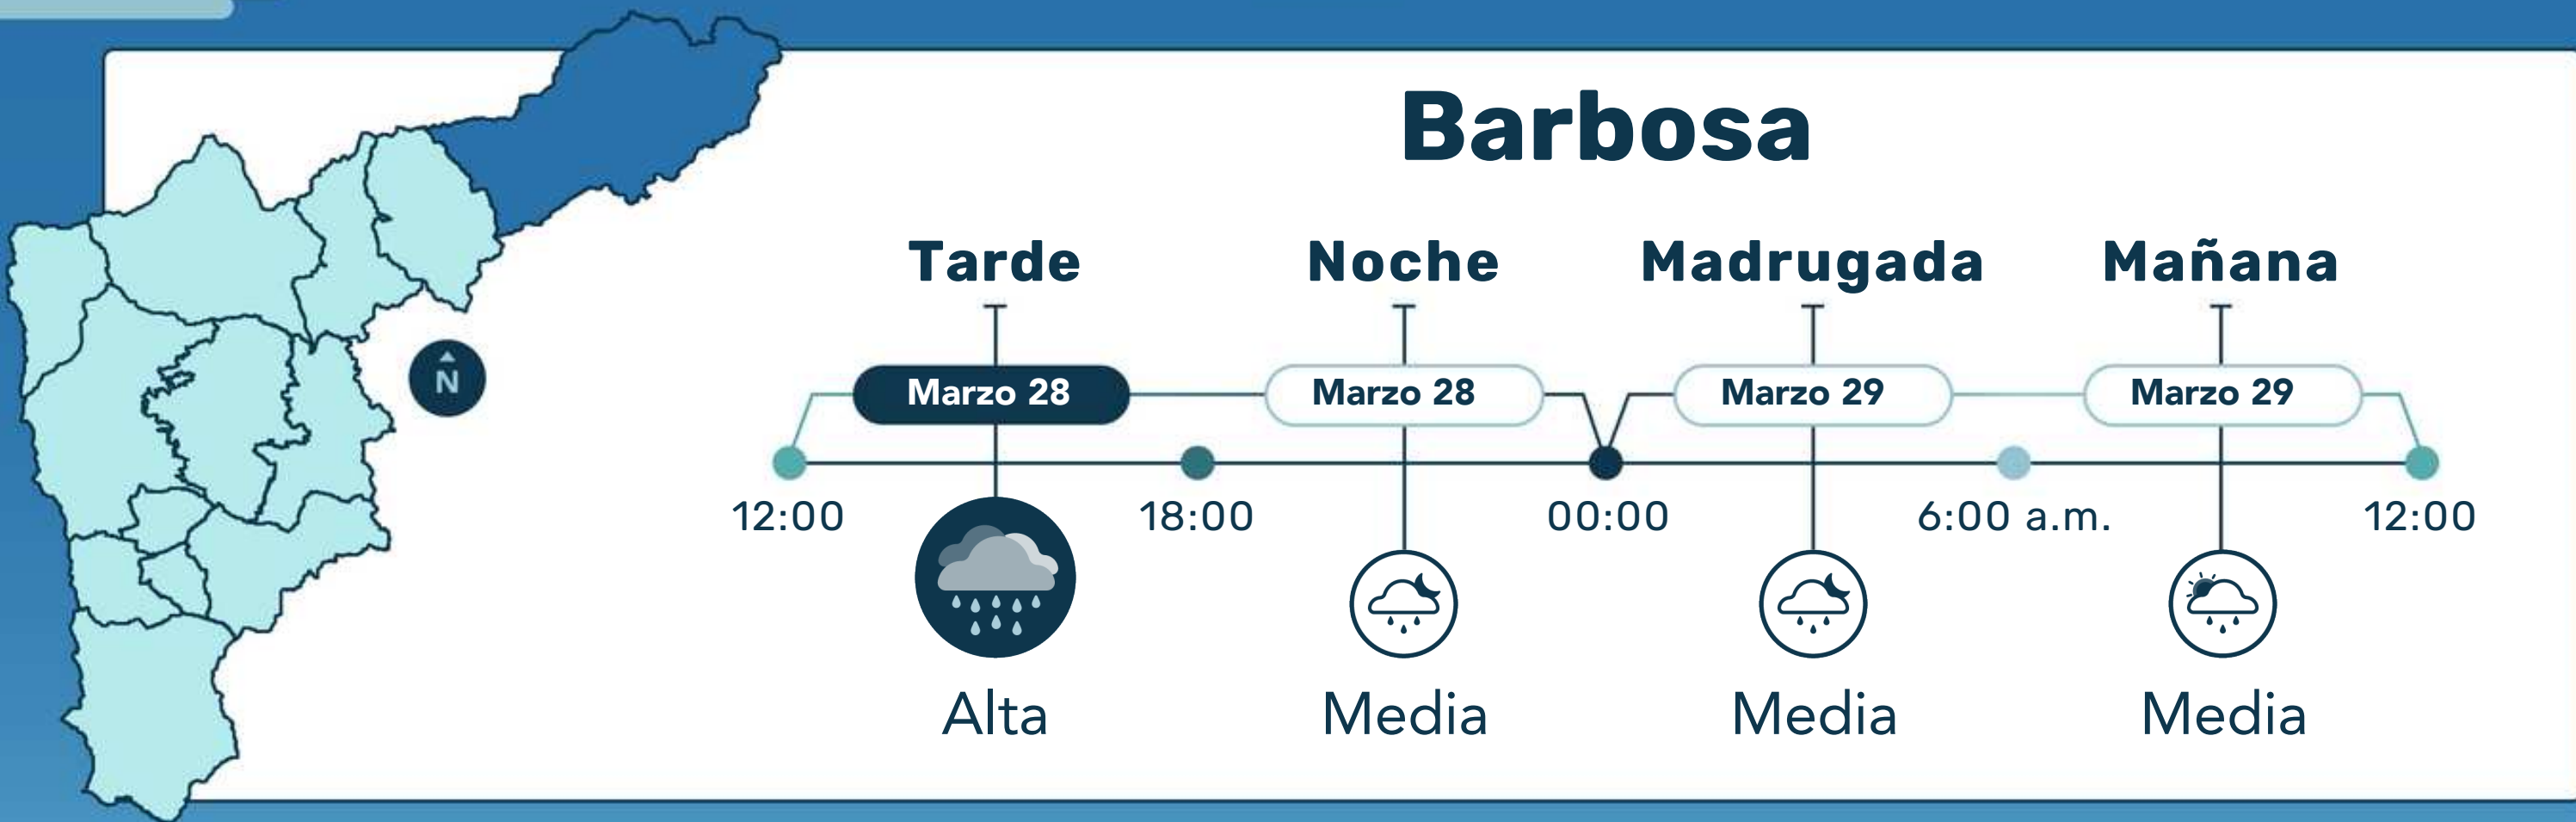 Barbosa
Tarde Noche Madrugada Mañana
Marzo 28 Marzo 28 Marzo 29 Marzo 29
N
12:00 18:00 00:00 6:00 a.m. 12:00
Alta Media Media Media